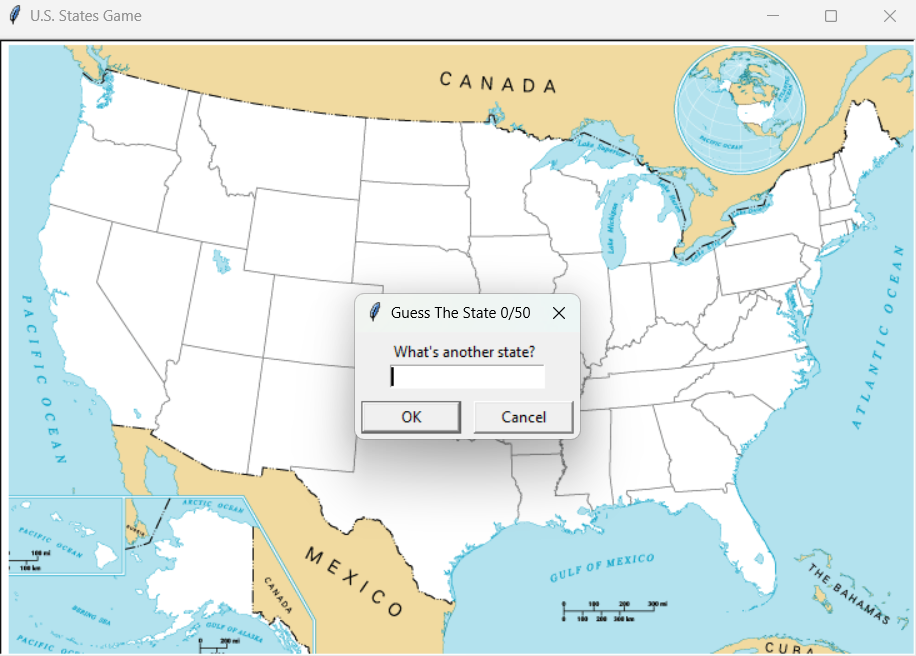 U.S. States Game
CANADA
Lake Superior
Lake Michigan
PACIFIC OCEAN
Guess The State 0/50
What's another state?
OK
Cancel
PACIFIC OCEAN
ATLANTIC OCEAN
ARCTIC OCEAN
PACIFIC OCEAN
100 mi
100 km
CANADA
BERING SEA
GULF OF ALASKA
PACIFIC OC
200 mi
MEXICO
GULF OF MEXICO
0 100 200 300 mi
0 100 200 300 km
THE BAHAMAS
CUBA